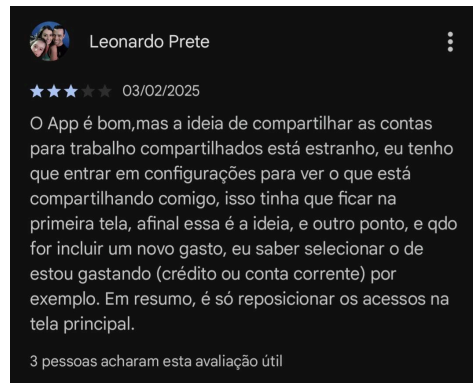 Leonardo Prete
03/02/2025
O App é bom,mas a ideia de compartilhar as contas
para trabalho compartilhados está estranho, eu tenho
que entrar em configurações para ver o que está
compartilhando comigo, isso tinha que ficar na
primeira tela, afinal essa é a ideia, e outro ponto, e qdo
for incluir um novo gasto, eu saber selecionar o de
estou gastando (crédito ou conta corrente) por
exemplo. Em resumo, é só reposicionar os acessos na
tela principal.
3 pessoas acharam esta avaliação útil